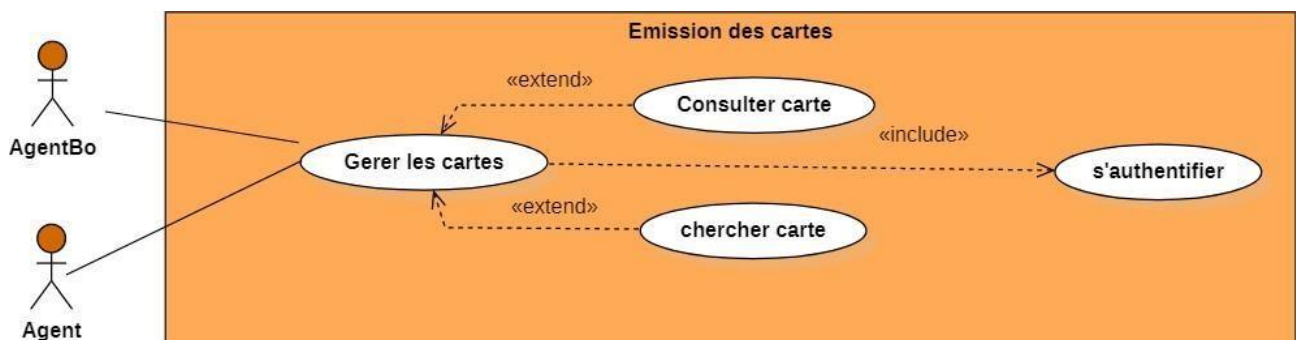 Emission des cartes
«extend»
Consulter carte
AgentBo
«include»
Gerer les cartes
s'authentifier
«extend»
chercher carte
Agent